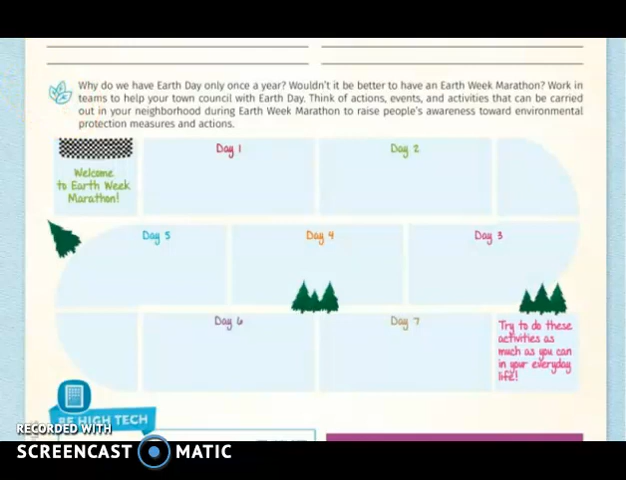 Why do we have Earth Day only once a year? Wouldn't it be better to have an Earth Week Marathon? Work in
teams to help your town council with Earth Day. Think of actions, events, and activities that can be carried
out in your neighborhood during Earth Week Marathon to raise people's awareness toward environmental
protection measures and actions.
Welcome
to Earth Week
Marathon!
Day 1
Day 2
Day 5
Day 4
Day 3
Day 6
Day 7
Try to do these
activities as
much as you can
in your everyday
life!
BE HIGH TECH
RECORDED WITH
SCREENCAST MATIC